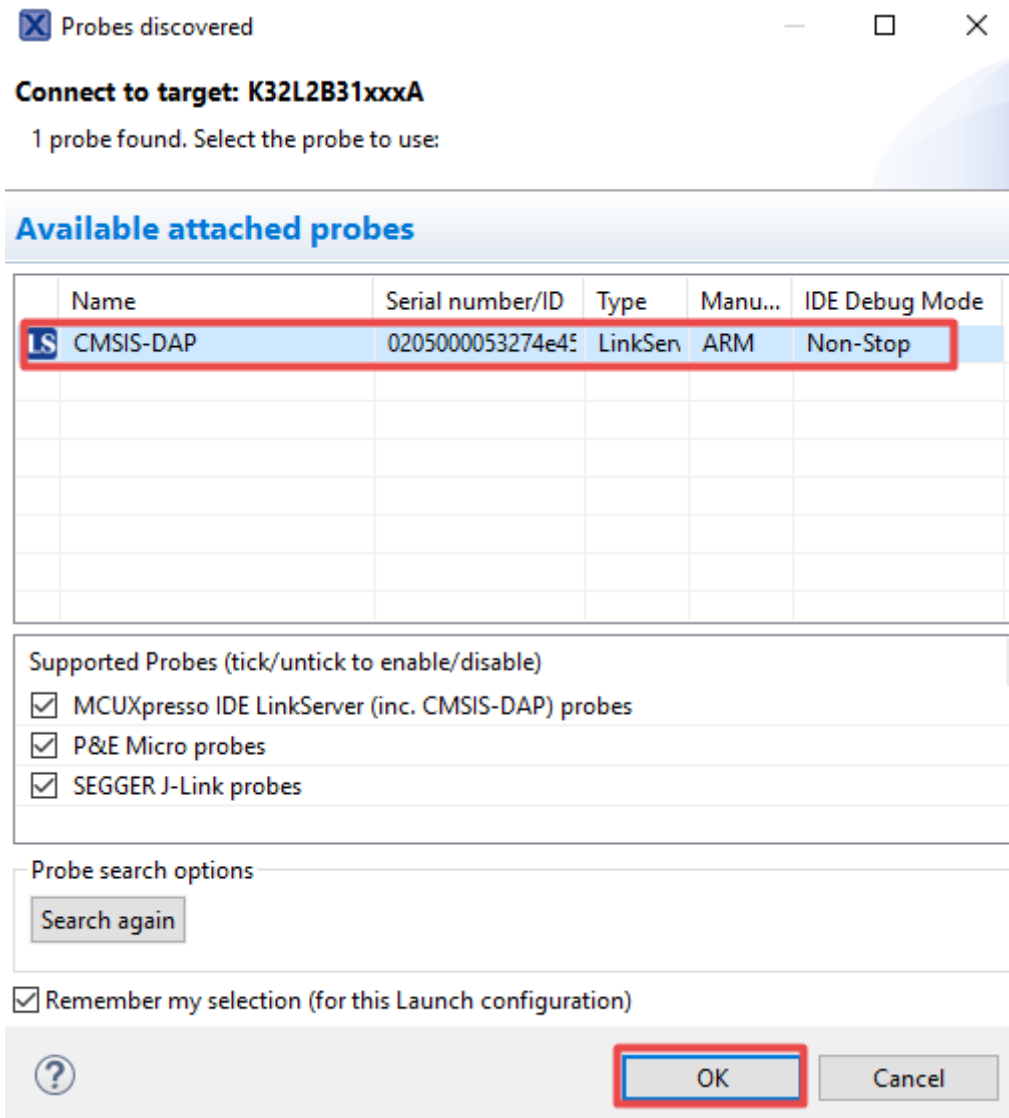 Probes discovered
Connect to target: K32L2B31xxxA
1 probe found. Select the probe to use:
Available attached probes
Name Serial number/ID Type Manu... IDE Debug Mode
LS CMSIS-DAP 0205000053274e45 LinkServ ARM Non-Stop
Supported Probes (tick/untick to enable/disable)
MCUXpresso IDE LinkServer (inc. CMSIS-DAP) probes
P&E Micro probes
SEGGER J-Link probes
Probe search options
Search again
Remember my selection (for this Launch configuration)
? OK Cancel